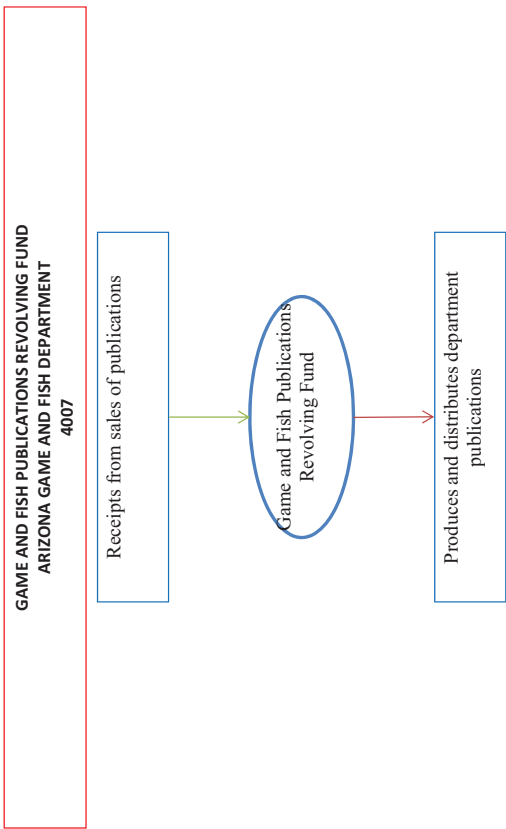 GAME AND FISH PUBLICATIONS REVOLVING FUND
ARIZONA GAME AND FISH DEPARTMENT
4007
Receipts from sales of publications
Game and Fish Publications
Revolving Fund
Produces and distributes department
publications